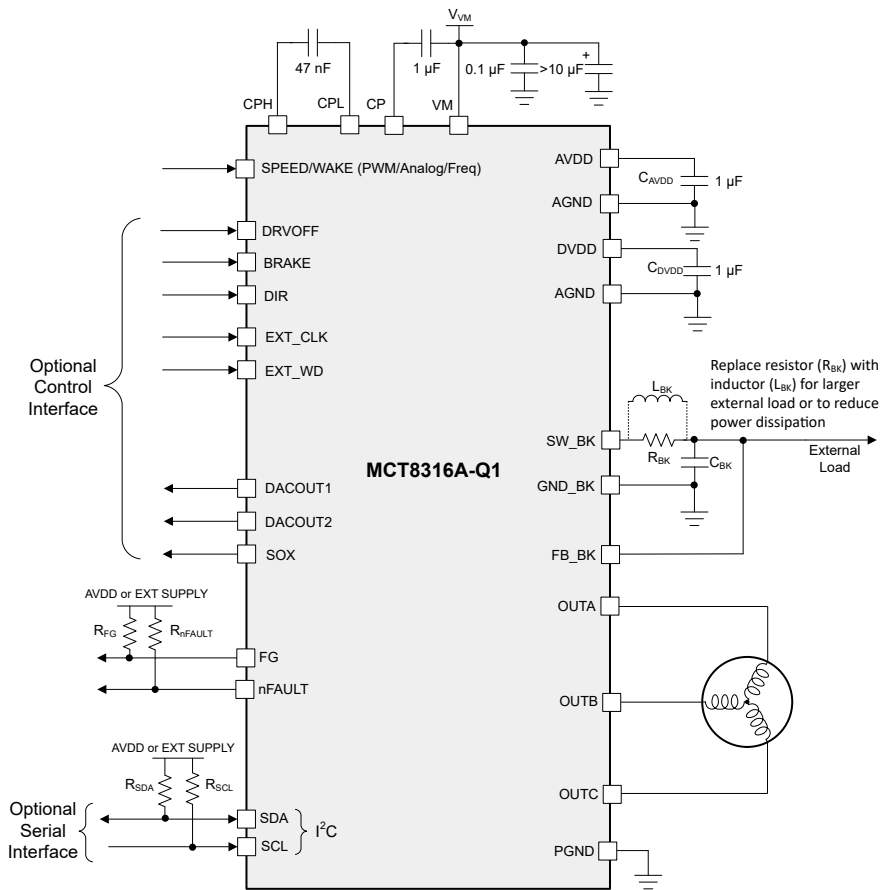 V_VM
47 nF
1 µF
0.1 µF
>10 µF
+
CPH
CPL
CP
VM
SPEED/WAKE (PWM/Analog/Freq)
DRVOFF
BRAKE
DIR
EXT_CLK
EXT_WD
Optional
Control
Interface
DACOUT1
DACOUT2
SOX
AVDD or EXT SUPPLY
R_FG
R_nFAULT
FG
nFAULT
AVDD or EXT SUPPLY
R_SDA
R_SCL
Optional
Serial
Interface
SDA
SCL
I²C
MCT8316A-Q1
AVDD
C_AVDD
1 µF
AGND
DVDD
C_DVDD
1 µF
AGND
Replace resistor (R_BK) with
inductor (L_BK) for larger
external load or to reduce
power dissipation
L_BK
SW_BK
R_BK
C_BK
External
Load
GND_BK
FB_BK
OUTA
OUTB
OUTC
PGND